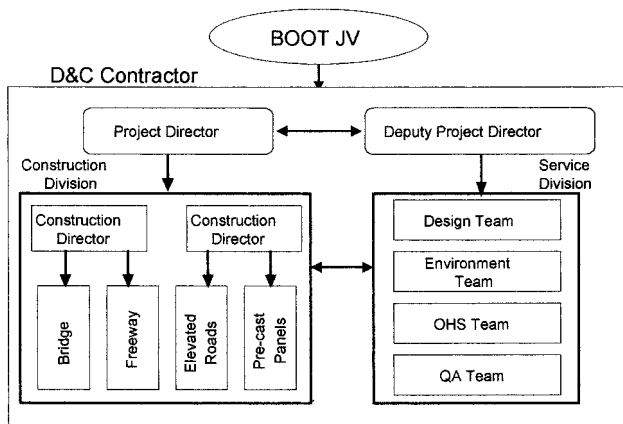 BOOT JV
D&C Contractor
Project Director
Deputy Project Director
Construction
Division
Service
Division
Construction
Director
Construction
Director
Bridge
Freeway
Elevated
Roads
Pre-cast
Panels
Design Team
Environment
Team
OHS Team
QA Team